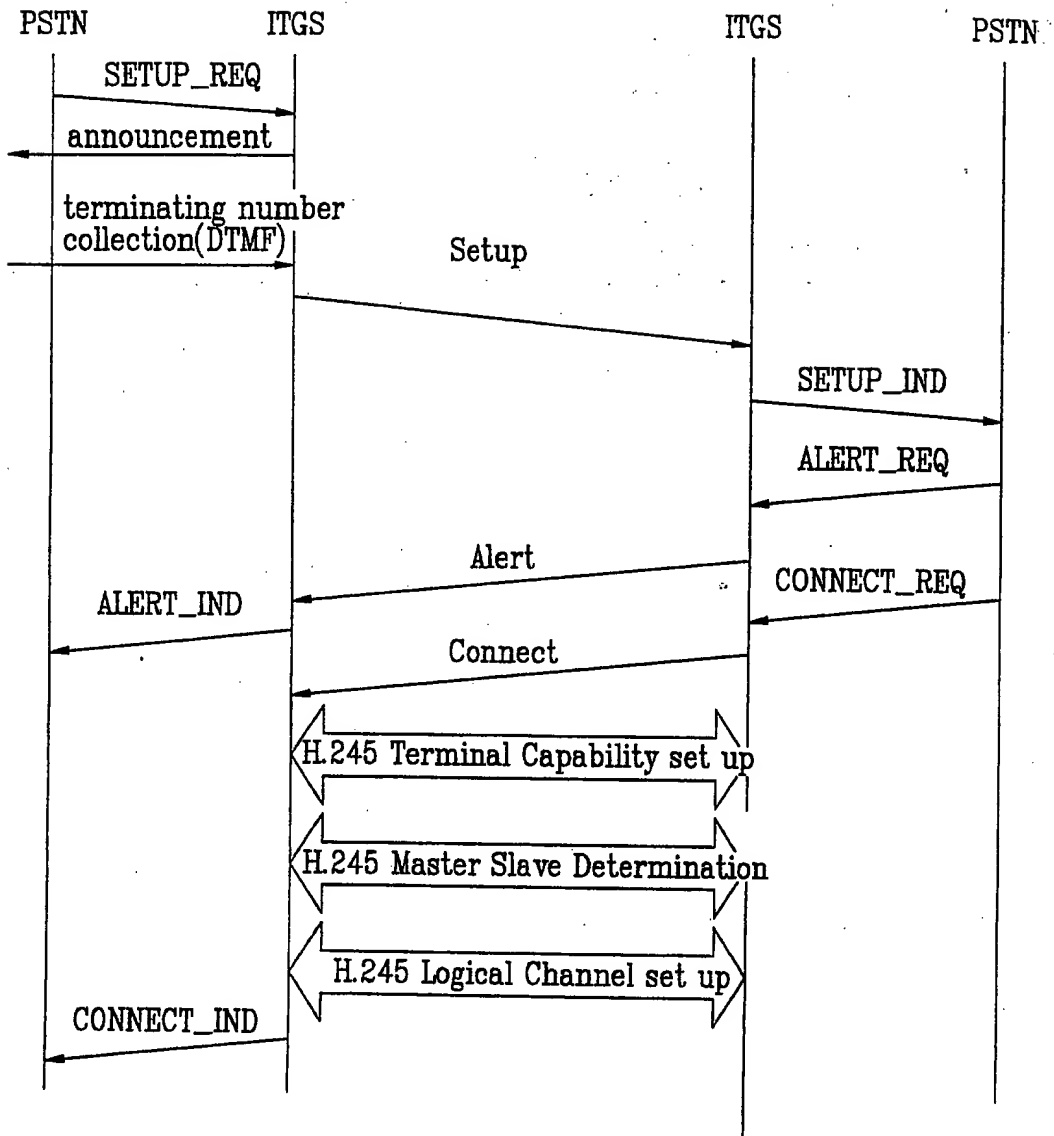 PSTN
ITGS
ITGS
PSTN
SETUP_REQ
announcement
terminating number
collection(DTMF)
Setup
SETUP_IND
ALERT_REQ
Alert
CONNECT_REQ
ALERT_IND
Connect
H.245 Terminal Capability set up
H.245 Master Slave Determination
H.245 Logical Channel set up
CONNECT_IND